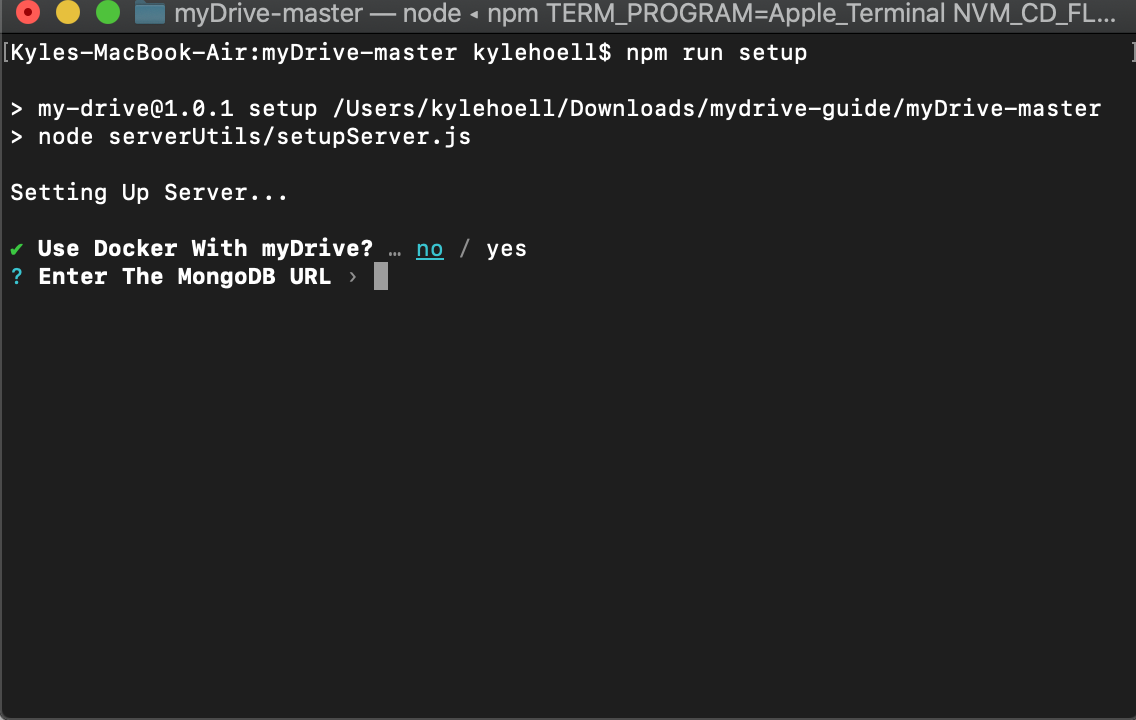 myDrive-master — node ◂ npm TERM_PROGRAM=Apple_Terminal NVM_CD_FL...
[Kyles-MacBook-Air:myDrive-master kylehoell$ npm run setup ]
> my-drive@1.0.1 setup /Users/kylehoell/Downloads/mydrive-guide/myDrive-master
> node serverUtils/setupServer.js
Setting Up Server...
✔ Use Docker With myDrive? … no / yes
? Enter The MongoDB URL ›